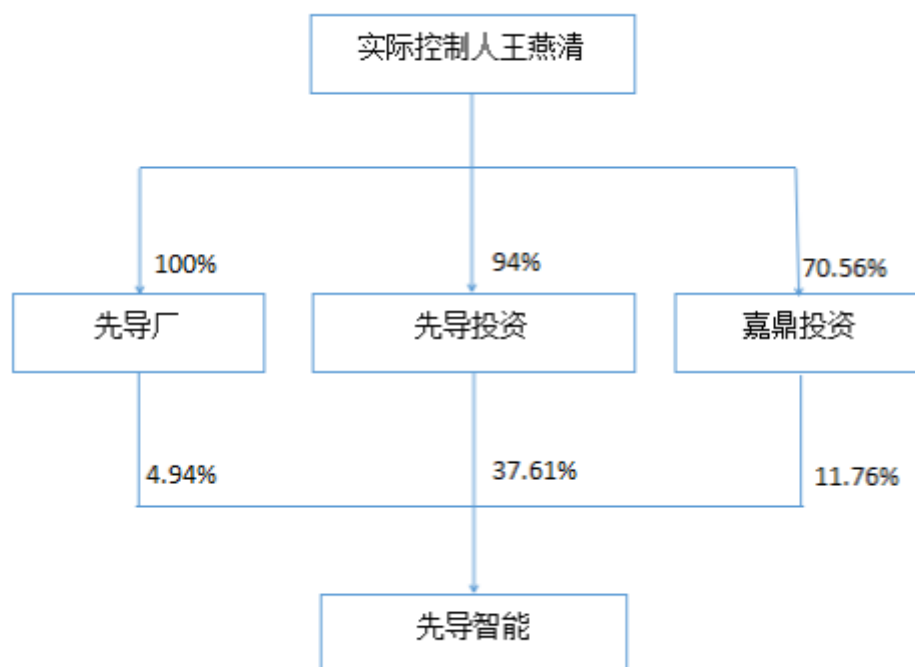 实际控制人王燕清
100%
94%
70.56%
先导厂
先导投资
嘉鼎投资
4.94%
37.61%
11.76%
先导智能